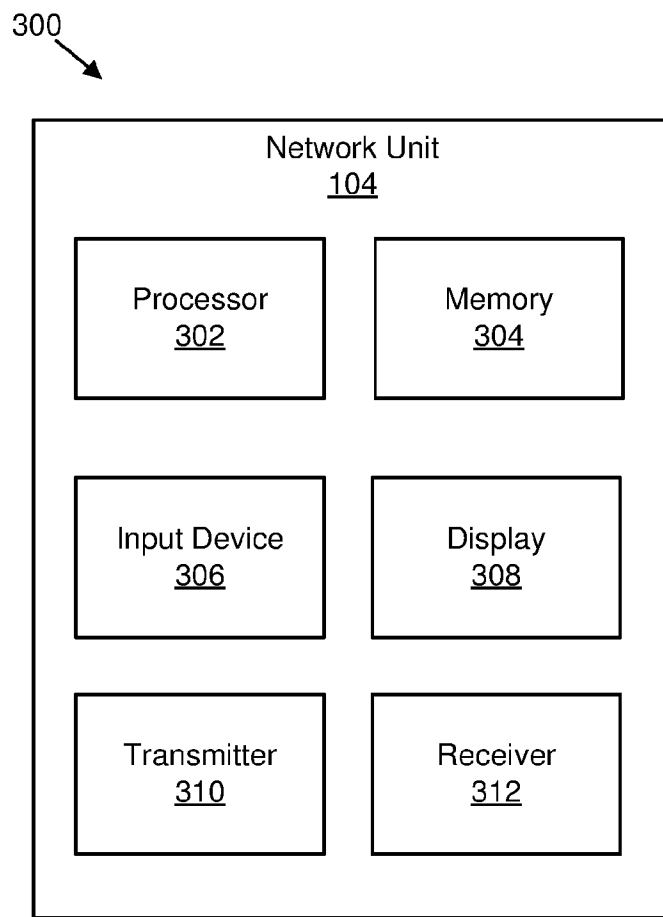 300
Network Unit
104
Processor
302
Memory
304
Input Device
306
Display
308
Transmitter
310
Receiver
312